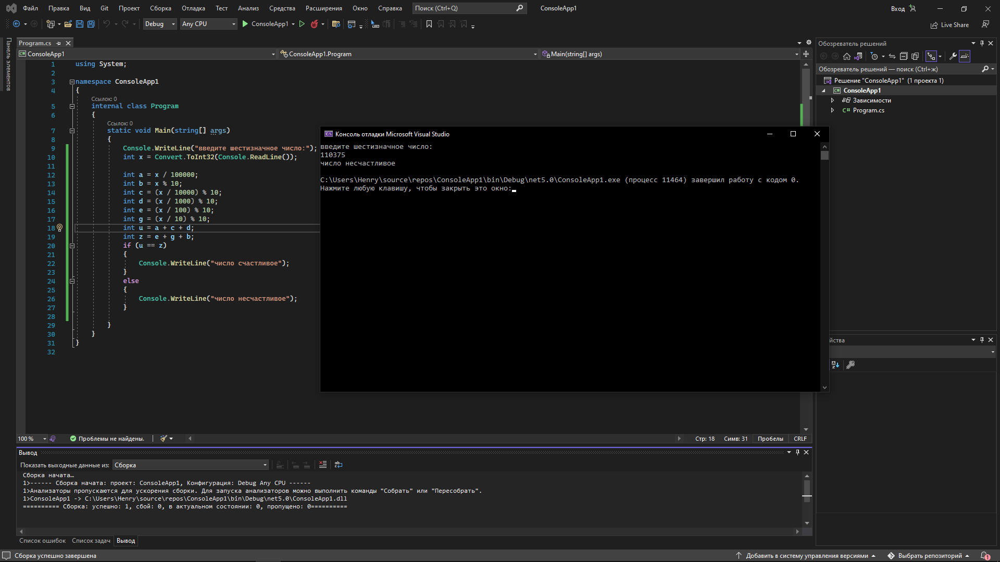 Файл Правка Вид Git Проект Сборка Отладка Тест Анализ Средства Расширения Окно Справка Поиск (Ctrl+Q) ConsoleApp1 Вход
Debug Any CPU ConsoleApp1 Live Share
Панель элементов
Program.cs
ConsoleApp1 ConsoleApp1.Program Main(string[] args)
1 using System;
2
3 namespace ConsoleApp1
4 {
Ссылок: 0
5 internal class Program
6 {
Ссылок: 0
7 static void Main(string[] args)
8 {
9 Console.WriteLine("введите шестизначное число:");
10 int x = Convert.ToInt32(Console.ReadLine());
11
12 int a = x / 100000;
13 int b = x % 10;
14 int c = (x / 10000) % 10;
15 int d = (x / 1000) % 10;
16 int e = (x / 100) % 10;
17 int g = (x / 10) % 10;
18 int u = a + c + d;
19 int z = e + g + b;
20 if (u == z)
21 {
22 Console.WriteLine("число счастливое");
23 }
24 else
25 {
26 Console.WriteLine("число несчастливое");
27 }
28
29 }
30 }
31 }
32
Консоль отладки Microsoft Visual Studio
введите шестизначное число:
110375
число несчастливое
C:\Users\Henry\source\repos\ConsoleApp1\bin\Debug\net5.0\ConsoleApp1.exe (процесс 11464) завершил работу с кодом 0.
Нажмите любую клавишу, чтобы закрыть это окно:
Обозреватель решений
Обозреватель решений — поиск (Ctrl+ж)
Решение "ConsoleApp1" (1 проекта 1)
ConsoleApp1
Зависимости
C# Program.cs
йства
100 % Проблемы не найдены. Стр: 18 Симв: 31 Пробелы CRLF
Вывод
Показать выходные данные из: Сборка
Сборка начата…
1>------ Сборка начата: проект: ConsoleApp1, Конфигурация: Debug Any CPU ------
1>Анализаторы пропускаются для ускорения сборки. Для запуска анализаторов можно выполнить команды "Собрать" или "Пересобрать".
1>ConsoleApp1 -> C:\Users\Henry\source\repos\ConsoleApp1\bin\Debug\net5.0\ConsoleApp1.dll
========== Сборка: успешно: 1, сбой: 0, в актуальном состоянии: 0, пропущено: 0==========
Список ошибок Список задач Вывод
Сборка успешно завершена Добавить в систему управления версиями Выбрать репозиторий 1